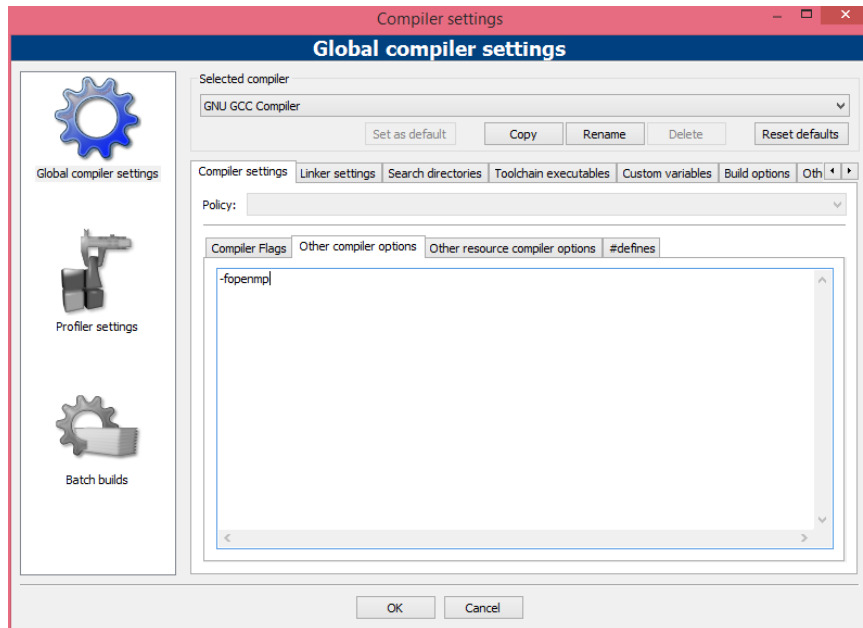 Compiler settings
Global compiler settings
Global compiler settings
Profiler settings
Batch builds
Selected compiler
GNU GCC Compiler
Set as default Copy Rename Delete Reset defaults
Compiler settings Linker settings Search directories Toolchain executables Custom variables Build options Oth
Policy:
Compiler Flags Other compiler options Other resource compiler options #defines
-fopenmp
OK Cancel